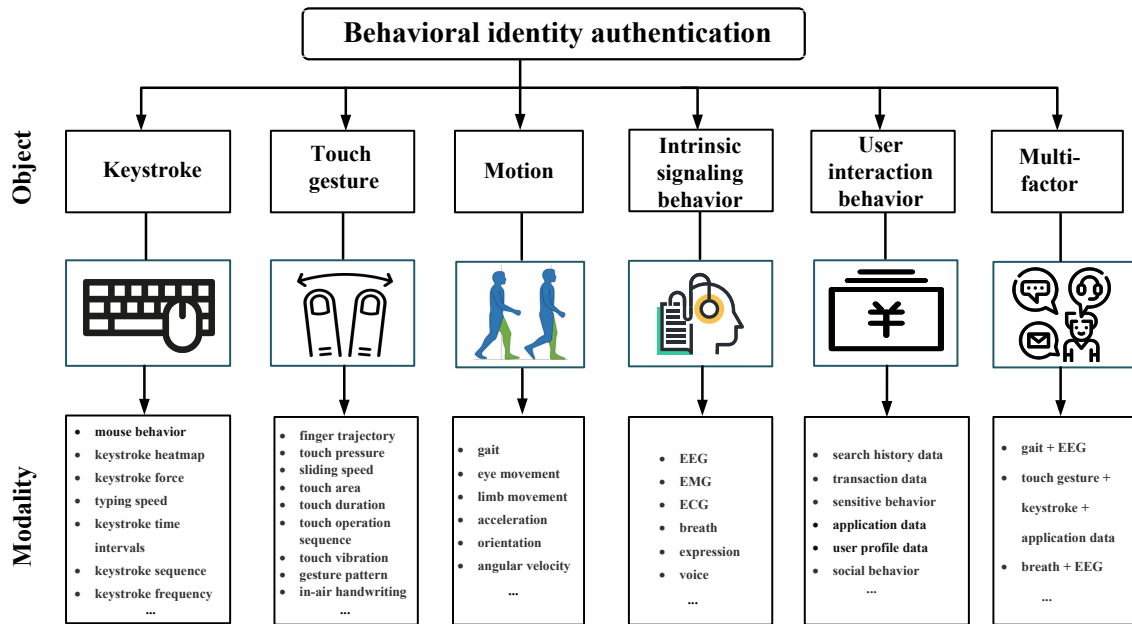 Behavioral identity authentication
Object
Keystroke
Touch
gesture
Motion
Intrinsic
signaling
behavior
User
interaction
behavior
Multi-
factor
¥
Modality
• mouse behavior
• keystroke heatmap
• keystroke force
• typing speed
• keystroke time
intervals
• keystroke sequence
• keystroke frequency
...
• finger trajectory
• touch pressure
• sliding speed
• touch area
• touch duration
• touch operation
sequence
• touch vibration
• gesture pattern
• in-air handwriting
...
• gait
• eye movement
• limb movement
• acceleration
• orientation
• angular velocity
...
• EEG
• EMG
• ECG
• breath
• expression
• voice
...
• search history data
• transaction data
• sensitive behavior
• application data
• user profile data
• social behavior
...
• gait + EEG
• touch gesture +
keystroke +
application data
• breath + EEG
...